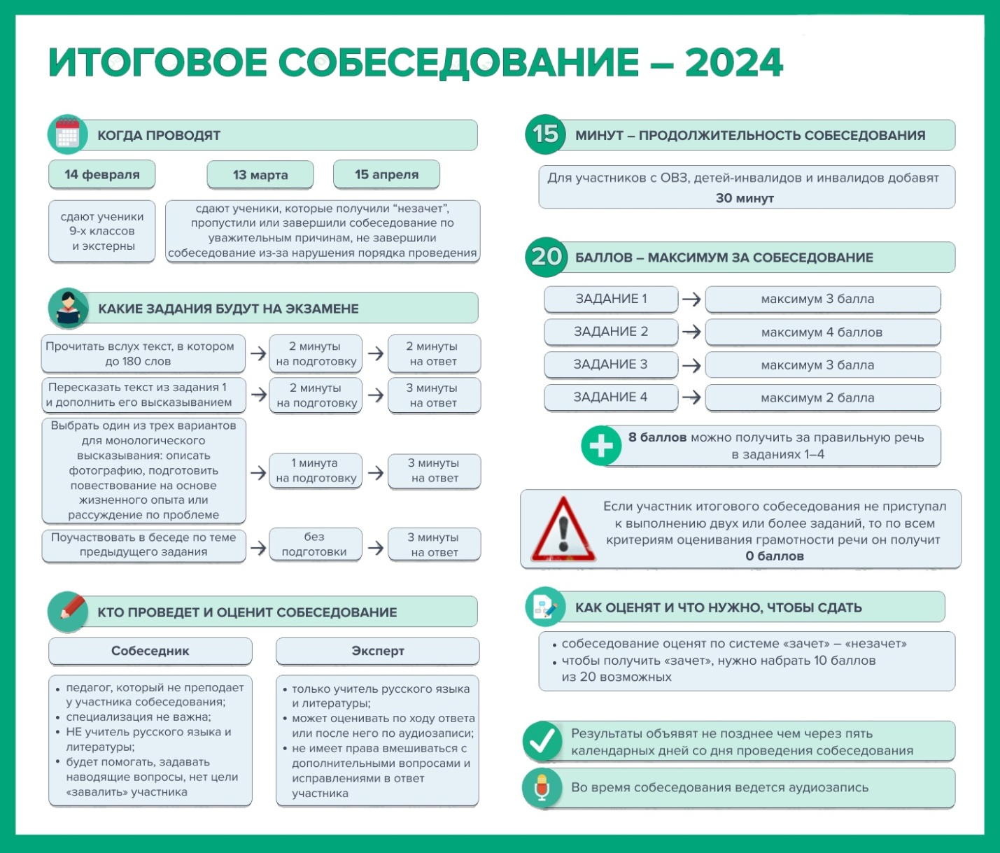 ИТОГОВОЕ СОБЕСЕДОВАНИЕ – 2024
КОГДА ПРОВОДЯТ
14 февраля
13 марта
15 апреля
сдают ученики
9-х классов
и экстерны
сдают ученики, которые получили “незачет”,
пропустили или завершили собеседование по
уважительным причинам, не завершили
собеседование из-за нарушения порядка проведения
КАКИЕ ЗАДАНИЯ БУДУТ НА ЭКЗАМЕНЕ
Прочитать вслух текст, в котором
до 180 слов
2 минуты
на подготовку
2 минуты
на ответ
Пересказать текст из задания 1
и дополнить его высказыванием
2 минуты
на подготовку
3 минуты
на ответ
Выбрать один из трех вариантов
для монологического
высказывания: описать
фотографию, подготовить
повествование на основе
жизненного опыта или
рассуждение по проблеме
1 минута
на подготовку
3 минуты
на ответ
Поучаствовать в беседе по теме
предыдущего задания
без
подготовки
3 минуты
на ответ
КТО ПРОВЕДЕТ И ОЦЕНИТ СОБЕСЕДОВАНИЕ
Собеседник
• педагог, который не преподает
у участника собеседования;
• специализация не важна;
• НЕ учитель русского языка и
литературы;
• будет помогать, задавать
наводящие вопросы, нет цели
«завалить» участника
Эксперт
• только учитель русского языка
и литературы;
• может оценивать по ходу ответа
или после него по аудиозаписи;
• не имеет права вмешиваться с
дополнительными вопросами и
исправлениями в ответ
участника
15 МИНУТ – ПРОДОЛЖИТЕЛЬНОСТЬ СОБЕСЕДОВАНИЯ
Для участников с ОВЗ, детей-инвалидов и инвалидов добавят
30 минут
20 БАЛЛОВ – МАКСИМУМ ЗА СОБЕСЕДОВАНИЕ
ЗАДАНИЕ 1
максимум 3 балла
ЗАДАНИЕ 2
максимум 4 баллов
ЗАДАНИЕ 3
максимум 3 балла
ЗАДАНИЕ 4
максимум 2 балла
8 баллов можно получить за правильную речь
в заданиях 1–4
Если участник итогового собеседования не приступал
к выполнению двух или более заданий, то по всем
критериям оценивания грамотности речи он получит
0 баллов
КАК ОЦЕНЯТ И ЧТО НУЖНО, ЧТОБЫ СДАТЬ
• собеседование оценят по системе «зачет» – «незачет»
• чтобы получить «зачет», нужно набрать 10 баллов
из 20 возможных
Результаты объявят не позднее чем через пять
календарных дней со дня проведения собеседования
Во время собеседования ведется аудиозапись